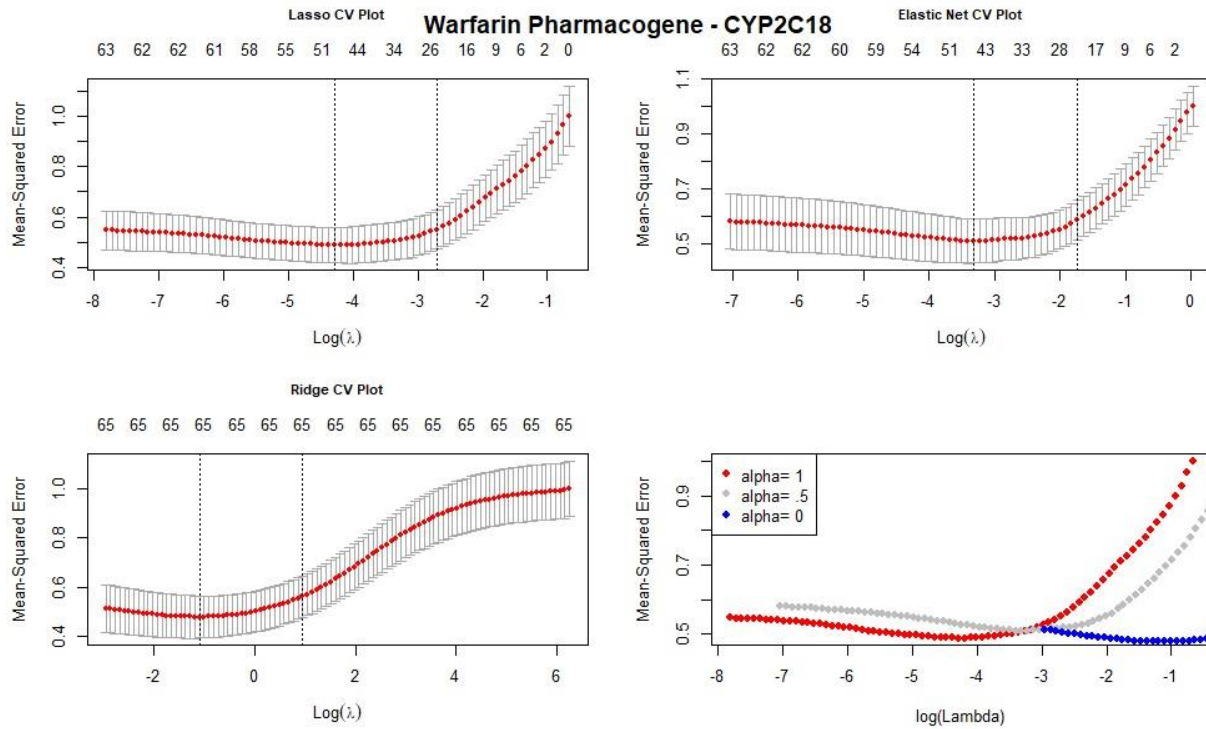 Warfarin Pharmacogene - CYP2C18
Lasso CV Plot
63 62 62 61 58 55 51 44 34 26 16 9 6 2 0
Mean-Squared Error
0.4 0.6 0.8 1.0
-8 -7 -6 -5 -4 -3 -2 -1
Log(λ)
Elastic Net CV Plot
63 62 62 60 59 54 51 43 33 28 17 9 6 2
Mean-Squared Error
0.5 0.7 0.9 1.1
-7 -6 -5 -4 -3 -2 -1 0
Log(λ)
Ridge CV Plot
65 65 65 65 65 65 65 65 65 65 65 65 65 65 65
Mean-Squared Error
0.4 0.6 0.8 1.0
-2 0 2 4 6
Log(λ)
alpha= 1
alpha= .5
alpha= 0
Mean-Squared Error
0.5 0.7 0.9
-8 -7 -6 -5 -4 -3 -2 -1
log(Lambda)